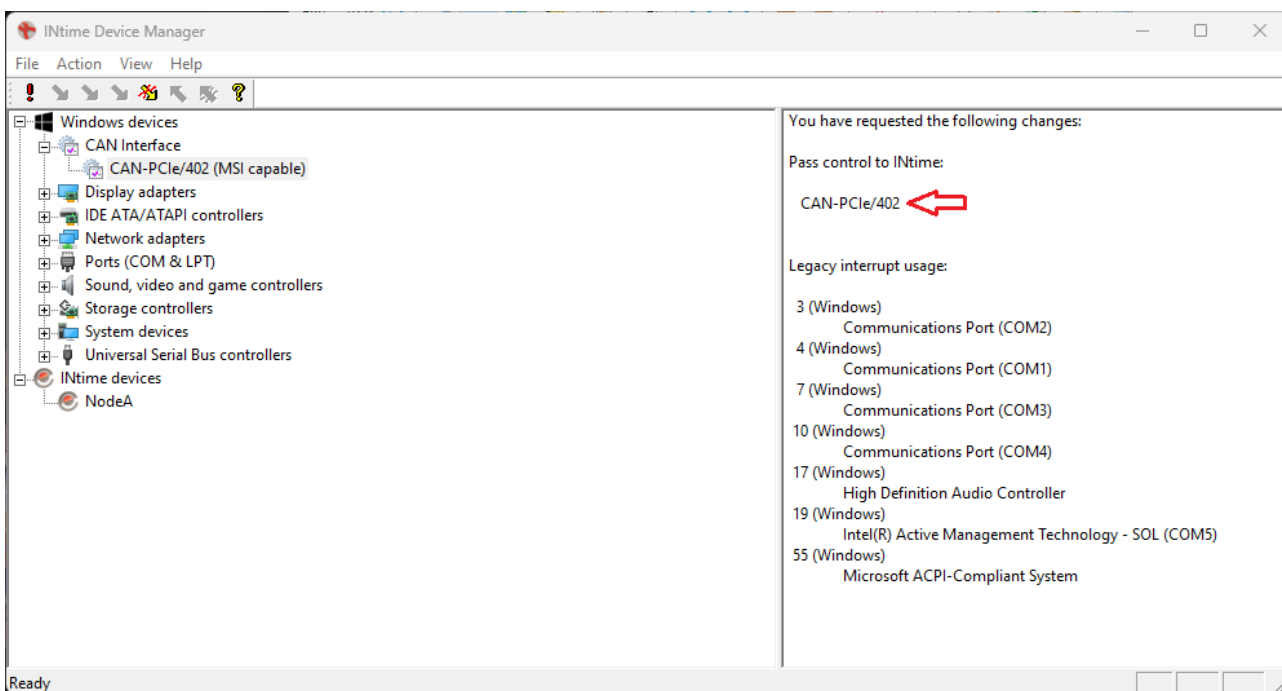 INtime Device Manager
File Action View Help
Windows devices
CAN Interface
CAN-PCIe/402 (MSI capable)
Display adapters
IDE ATA/ATAPI controllers
Network adapters
Ports (COM & LPT)
Sound, video and game controllers
Storage controllers
System devices
Universal Serial Bus controllers
INtime devices
NodeA
You have requested the following changes:
Pass control to INtime:
CAN-PCIe/402
Legacy interrupt usage:
3 (Windows)
Communications Port (COM2)
4 (Windows)
Communications Port (COM1)
7 (Windows)
Communications Port (COM3)
10 (Windows)
Communications Port (COM4)
17 (Windows)
High Definition Audio Controller
19 (Windows)
Intel(R) Active Management Technology - SOL (COM5)
55 (Windows)
Microsoft ACPI-Compliant System
Ready